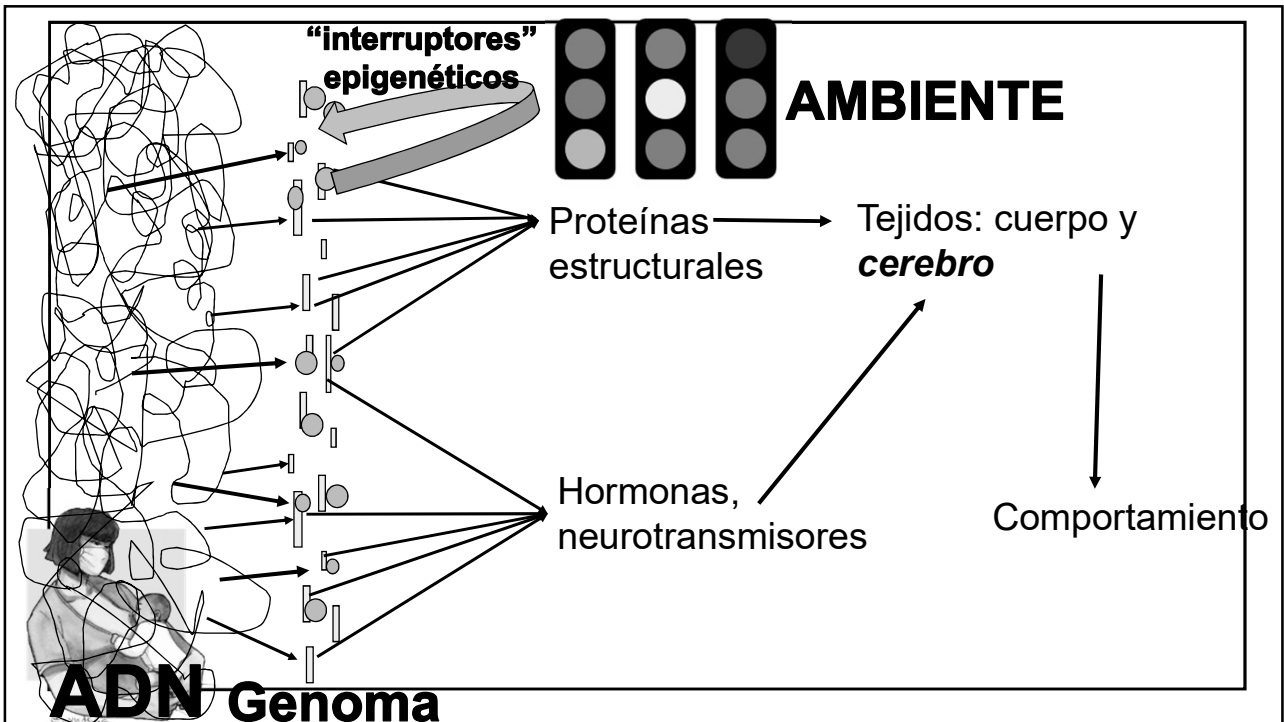 “interruptores”
epigenéticos
AMBIENTE
Proteínas
estructurales
Tejidos: cuerpo y
cerebro
Hormonas,
neurotransmisores
Comportamiento
ADN Genoma